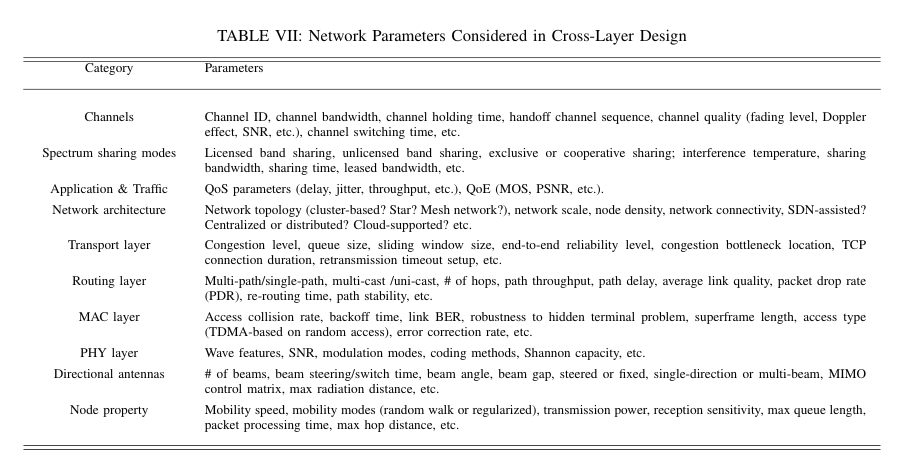 TABLE VII: Network Parameters Considered in Cross-Layer Design
Category Parameters
Channels Channel ID, channel bandwidth, channel holding time, handoff channel sequence, channel quality (fading level, Doppler
effect, SNR, etc.), channel switching time, etc.
Spectrum sharing modes Licensed band sharing, unlicensed band sharing, exclusive or cooperative sharing; interference temperature, sharing
bandwidth, sharing time, leased bandwidth, etc.
Application & Traffic QoS parameters (delay, jitter, throughput, etc.), QoE (MOS, PSNR, etc.).
Network architecture Network topology (cluster-based? Star? Mesh network?), network scale, node density, network connectivity, SDN-assisted?
Centralized or distributed? Cloud-supported? etc.
Transport layer Congestion level, queue size, sliding window size, end-to-end reliability level, congestion bottleneck location, TCP
connection duration, retransmission timeout setup, etc.
Routing layer Multi-path/single-path, multi-cast /uni-cast, # of hops, path throughput, path delay, average link quality, packet drop rate
(PDR), re-routing time, path stability, etc.
MAC layer Access collision rate, backoff time, link BER, robustness to hidden terminal problem, superframe length, access type
(TDMA-based on random access), error correction rate, etc.
PHY layer Wave features, SNR, modulation modes, coding methods, Shannon capacity, etc.
Directional antennas # of beams, beam steering/switch time, beam angle, beam gap, steered or fixed, single-direction or multi-beam, MIMO
control matrix, max radiation distance, etc.
Node property Mobility speed, mobility modes (random walk or regularized), transmission power, reception sensitivity, max queue length,
packet processing time, max hop distance, etc.